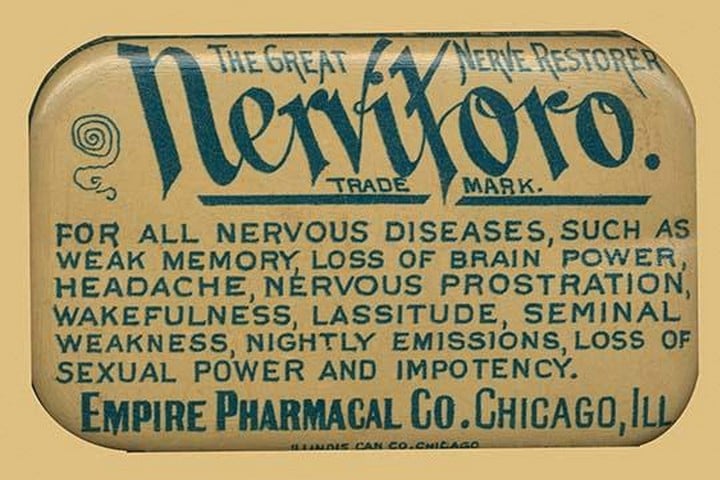 THE GREAT NERVE RESTORER
Nervitoro.
TRADE MARK.
FOR ALL NERVOUS DISEASES, SUCH AS
WEAK MEMORY, LOSS OF BRAIN POWER,
HEADACHE, NERVOUS PROSTRATION,
WAKEFULNESS, LASSITUDE, SEMINAL
WEAKNESS, NIGHTLY EMISSIONS, LOSS OF
SEXUAL POWER AND IMPOTENCY.
EMPIRE PHARMACAL CO. CHICAGO, ILL
ILLINOIS CAN CO. CHICAGO